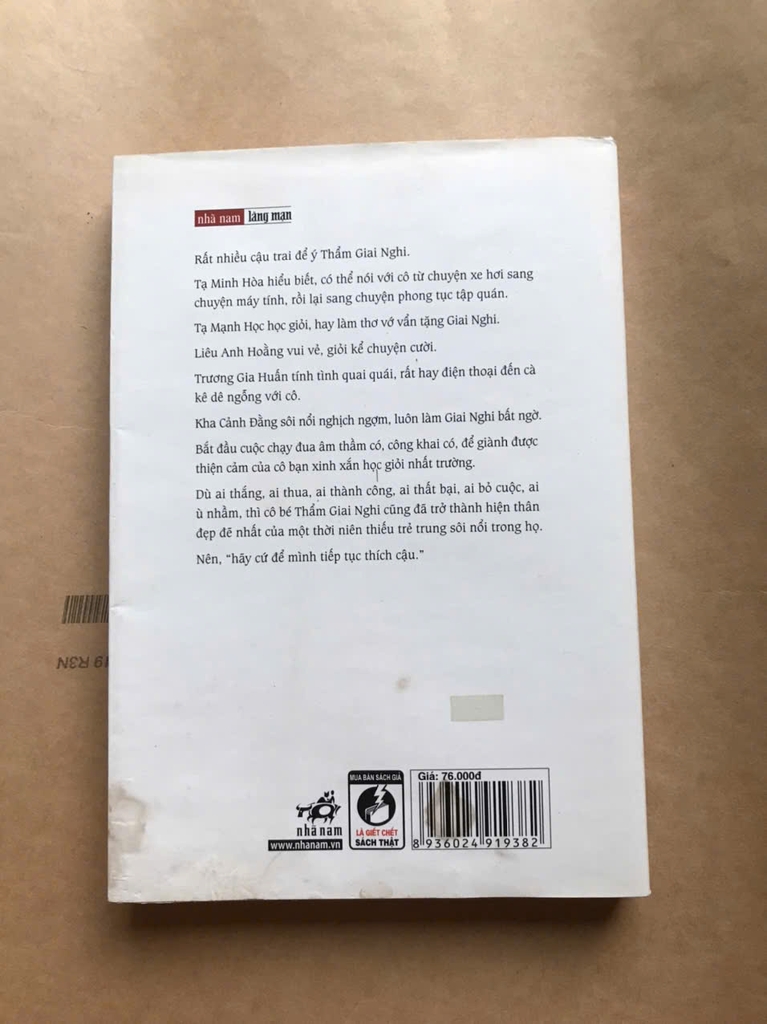 nhã nam lãng mạn
Rất nhiều cậu trai để ý Thẩm Giai Nghi.
Tạ Minh Hòa hiểu biết, có thể nói với cô từ chuyện xe hơi sang
chuyện máy tính, rồi lại sang chuyện phong tục tập quán.
Tạ Mạnh Học học giỏi, hay làm thơ vớ vẩn tặng Giai Nghi.
Liêu Anh Hoằng vui vẻ, giỏi kể chuyện cười.
Trương Gia Huấn tính tình quai quái, rất hay điện thoại đến cà
kê dê ngỗng với cô.
Kha Cảnh Đằng sôi nổi nghịch ngợm, luôn làm Giai Nghi bất ngờ.
Bắt đầu cuộc chạy đua âm thầm có, công khai có, để giành được
thiện cảm của cô bạn xinh xắn học giỏi nhất trường.
Dù ai thắng, ai thua, ai thành công, ai thất bại, ai bỏ cuộc, ai
ù nhầm, thì cô bé Thẩm Giai Nghi cũng đã trở thành hiện thân
đẹp đẽ nhất của một thời niên thiếu trẻ trung sôi nổi trong họ.
Nên, “hãy cứ để mình tiếp tục thích cậu.”
19 R3N
nhã nam
www.nhanam.vn
MUA BÁN SÁCH GIẢ
LÀ GIẾT CHẾT
SÁCH THẬT
Giá: 76.000đ
8 936024 919382